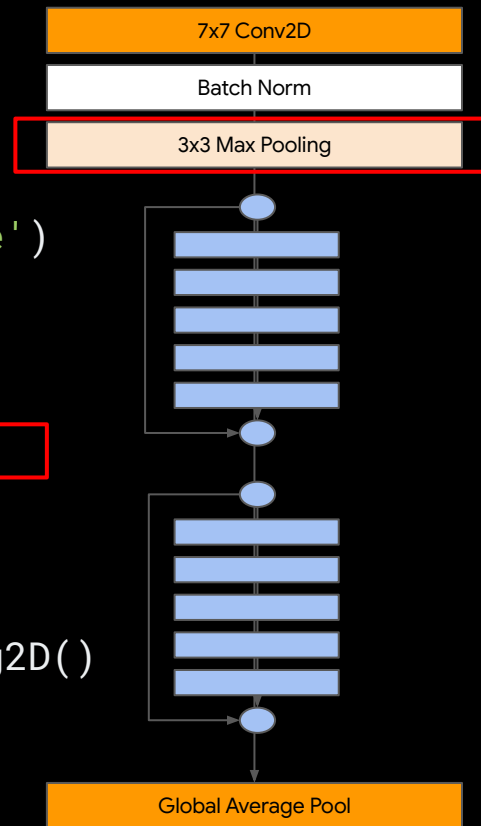 7x7 Conv2D
Batch Norm
3x3 Max Pooling
e')
g2D()
Global Average Pool